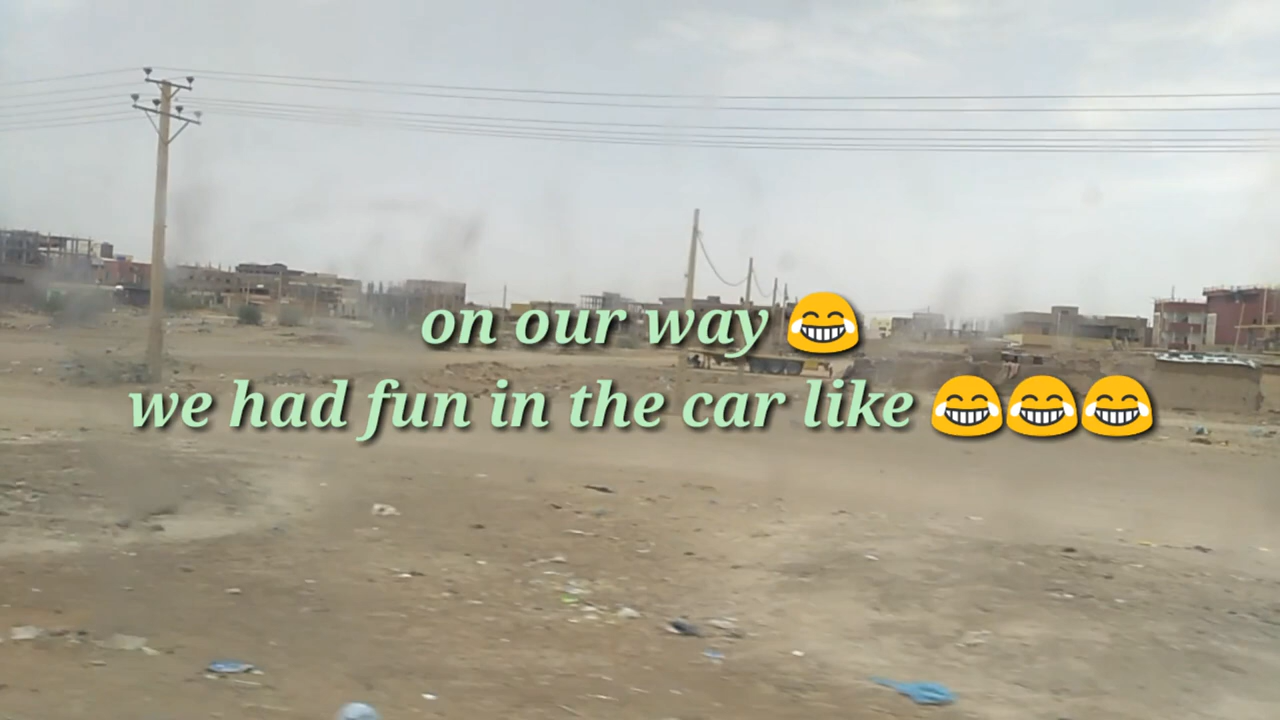 on our way 😂
we had fun in the car like 😂😂😂